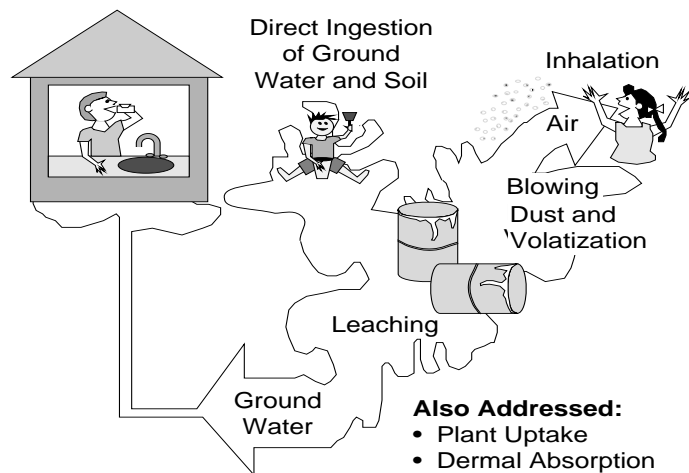 Direct Ingestion
of Ground
Water and Soil
Inhalation
Air
Blowing
Dust and
Volatization
Leaching
Ground
Water
Also Addressed:
• Plant Uptake
• Dermal Absorption